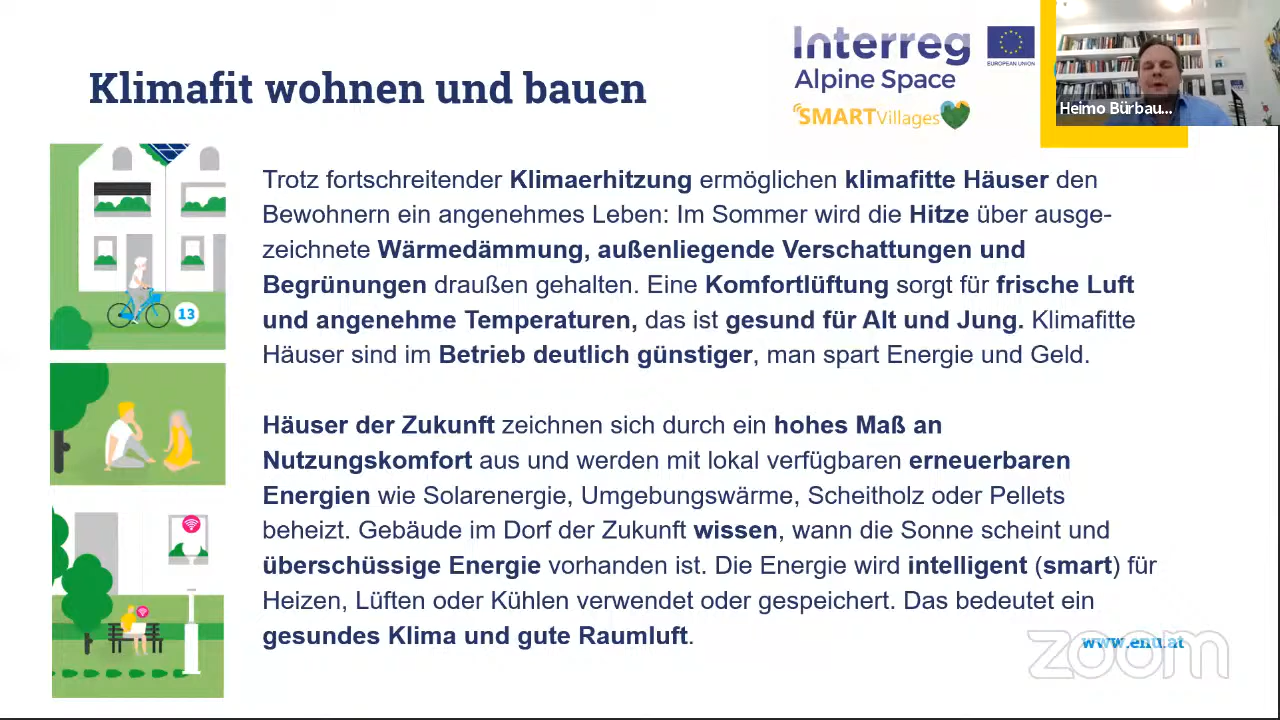 Klimafit wohnen und bauen
Interreg
EUROPEAN UNION
Alpine Space
SMARTVillages
Heimo Bürbau...
Trotz fortschreitender Klimaerhitzung ermöglichen klimafitte Häuser den
Bewohnern ein angenehmes Leben: Im Sommer wird die Hitze über ausge-
zeichnete Wärmedämmung, außenliegende Verschattungen und
Begrünungen draußen gehalten. Eine Komfortlüftung sorgt für frische Luft
und angenehme Temperaturen, das ist gesund für Alt und Jung. Klimafitte
Häuser sind im Betrieb deutlich günstiger, man spart Energie und Geld.
13
Häuser der Zukunft zeichnen sich durch ein hohes Maß an
Nutzungskomfort aus und werden mit lokal verfügbaren erneuerbaren
Energien wie Solarenergie, Umgebungswärme, Scheitholz oder Pellets
beheizt. Gebäude im Dorf der Zukunft wissen, wann die Sonne scheint und
überschüssige Energie vorhanden ist. Die Energie wird intelligent (smart) für
Heizen, Lüften oder Kühlen verwendet oder gespeichert. Das bedeutet ein
gesundes Klima und gute Raumluft.
www.enu.at
zoom